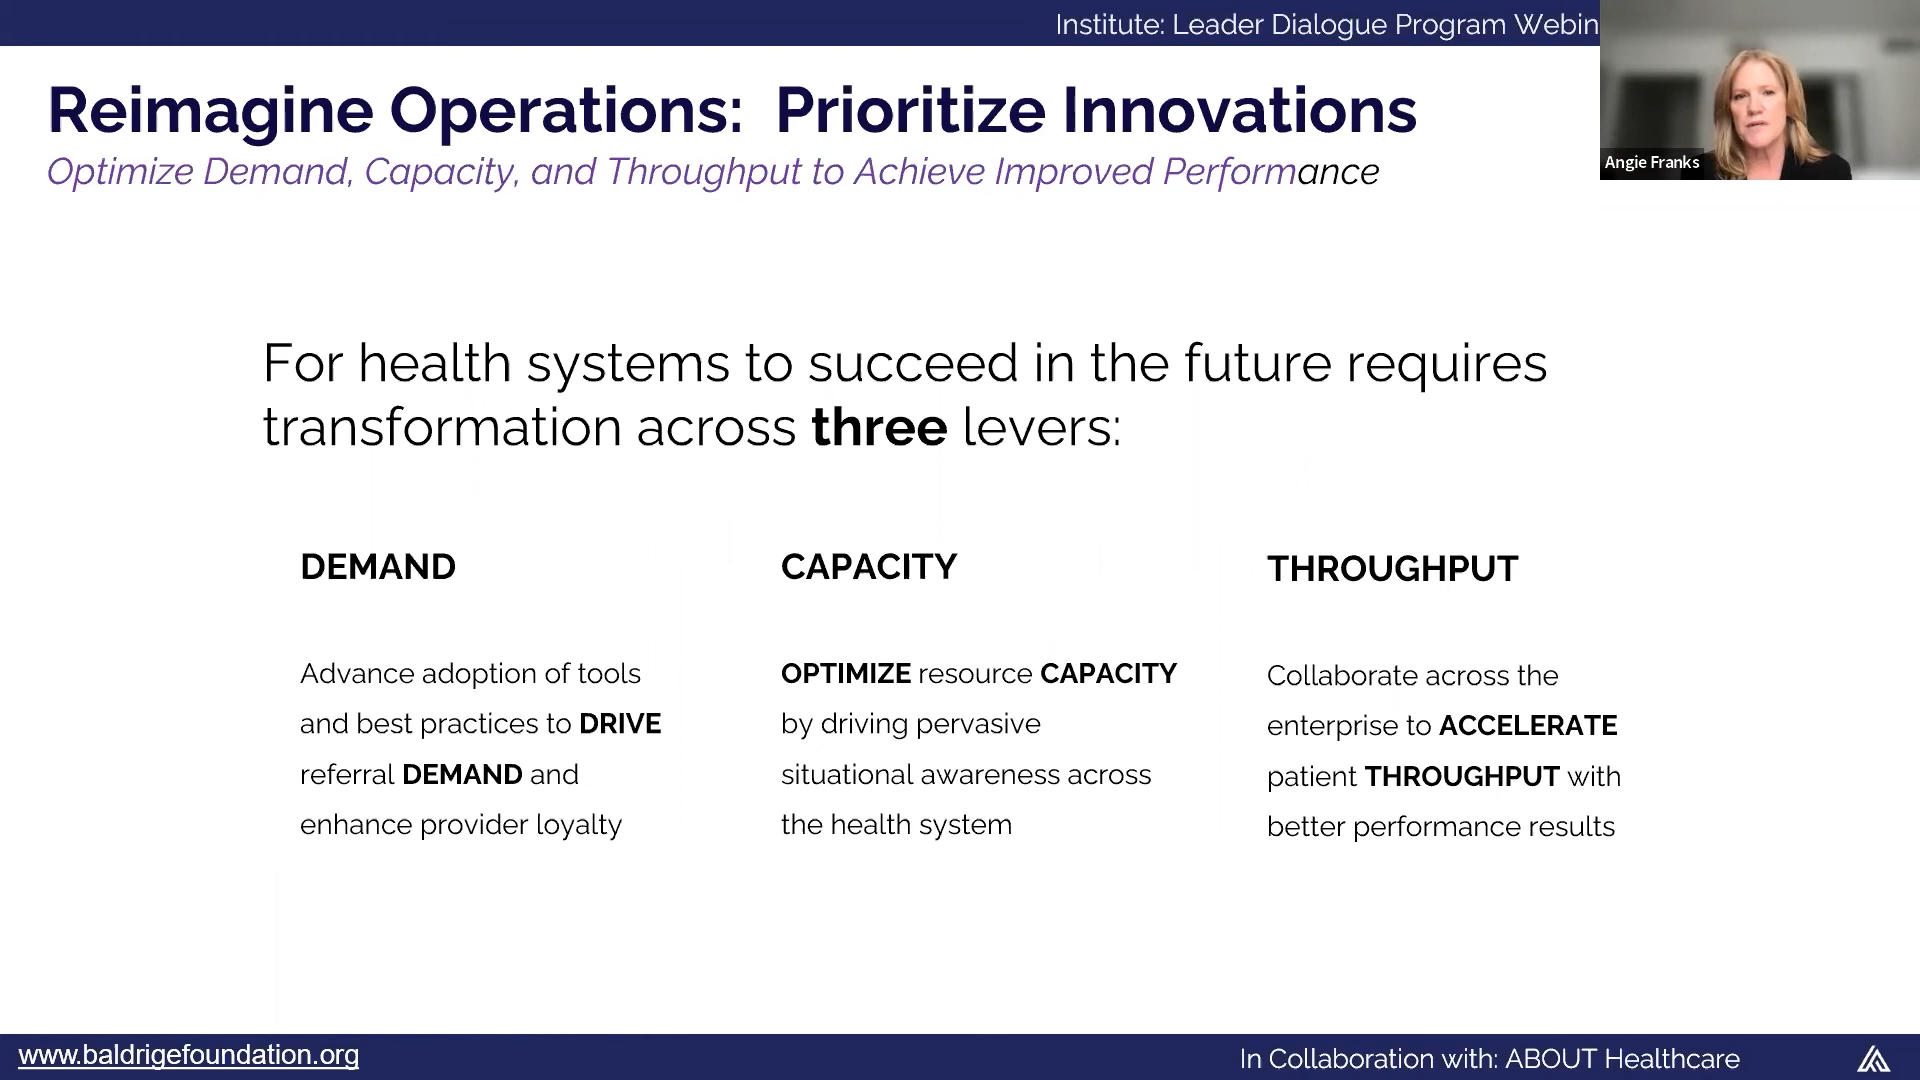 Institute: Leader Dialogue Program Webin
Reimagine Operations: Prioritize Innovations
Optimize Demand, Capacity, and Throughput to Achieve Improved Performance
Angie Franks
For health systems to succeed in the future requires
transformation across three levers:
DEMAND
Advance adoption of tools
and best practices to DRIVE
referral DEMAND and
enhance provider loyalty
CAPACITY
OPTIMIZE resource CAPACITY
by driving pervasive
situational awareness across
the health system
THROUGHPUT
Collaborate across the
enterprise to ACCELERATE
patient THROUGHPUT with
better performance results
www.baldrigefoundation.org
In Collaboration with: ABOUT Healthcare